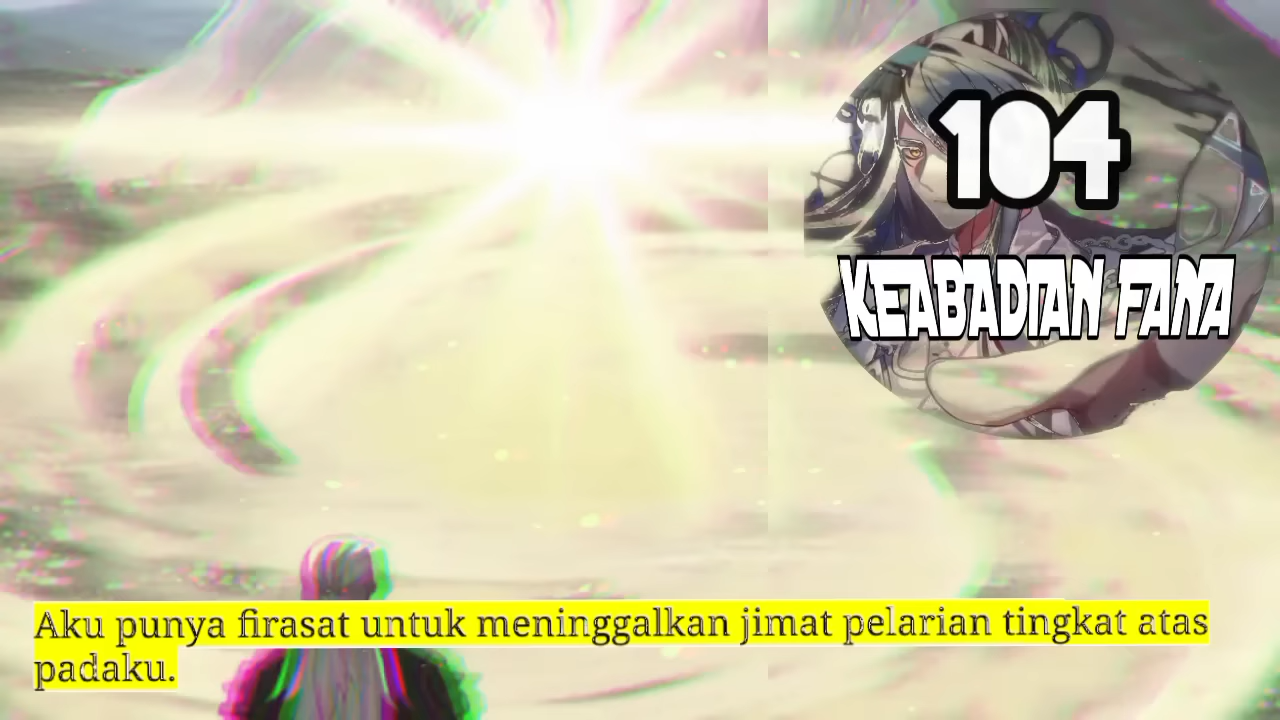 104
KEABADIAN FANA
Aku punya firasat untuk meninggalkan jimat pelarian tingkat atas
padaku.